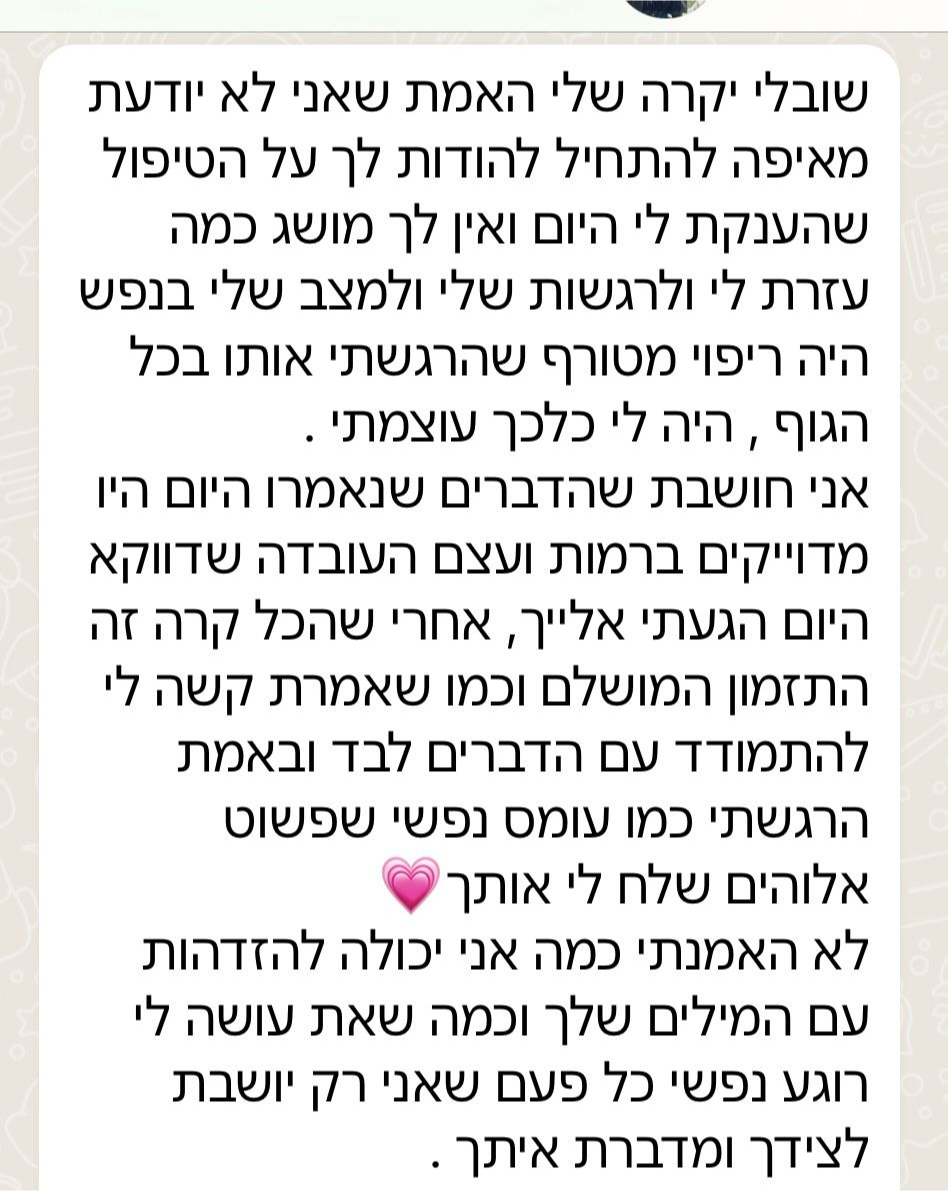 שובלי יקרה שלי האמת שאני לא יודעת
מאיפה להתחיל להודות לך על הטיפול
שהענקת לי היום ואין לך מושג כמה
עזרת לי ולרגשות שלי ולמצב שלי בנפש
היה ריפוי מטורף שהרגשתי אותו בכל
הגוף , היה לי כלכך עוצמתי .
אני חושבת שהדברים שנאמרו היום היו
מדוייקים ברמות ועצם העובדה שדווקא
היום הגעתי אלייך, אחרי שהכל קרה זה
התזמון המושלם וכמו שאמרת קשה לי
להתמודד עם הדברים לבד ובאמת
הרגשתי כמו עומס נפשי שפשוט
אלוהים שלח לי אותך💗
לא האמנתי כמה אני יכולה להזדהות
עם המילים שלך וכמה שאת עושה לי
רוגע נפשי כל פעם שאני רק יושבת
לצידך ומדברת איתך .